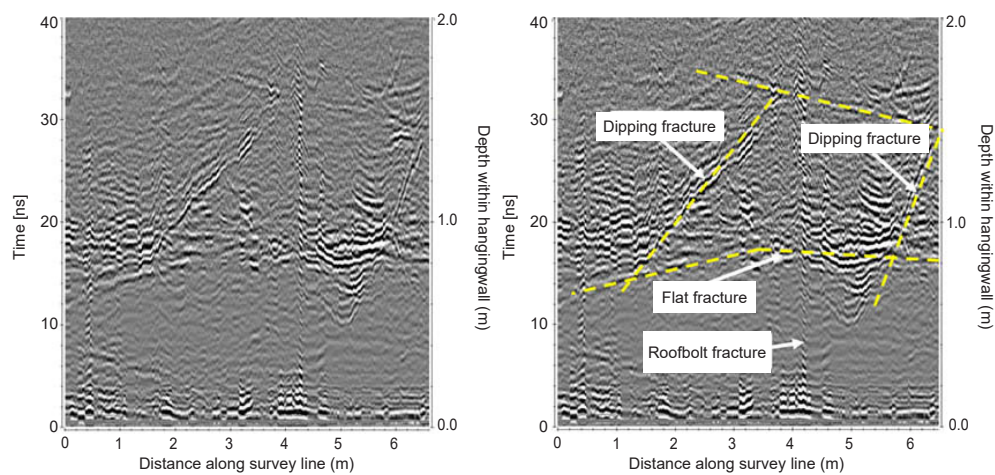 40
30
20
10
0
Time [ns]
2.0
1.0
0.0
Depth within hangingwall (m)
0 1 2 3 4 5 6
Distance along survey line (m)
40
30
20
10
0
Time [ns]
Dipping fracture
Dipping fracture
Flat fracture
Roofbolt fracture
2.0
1.0
0.0
Depth within hangingwall (m)
0 1 2 3 4 5 6
Distance along survey line (m)